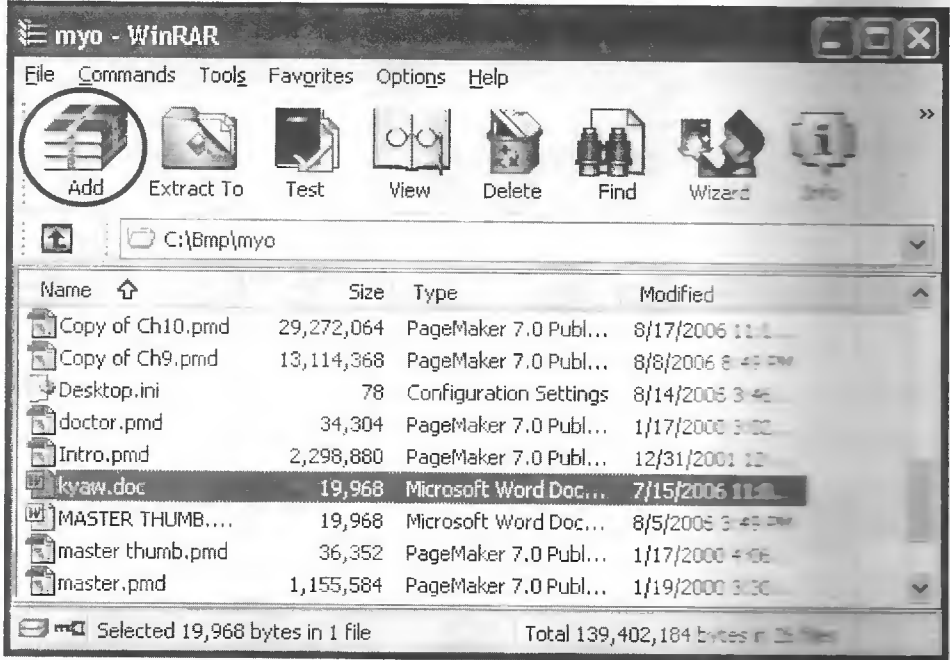 myo - WinRAR
File Commands Tools Favorites Options Help
Add Extract To Test View Delete Find Wizard Info
C:\Bmp\myo
Name Size Type Modified
Copy of Ch10.pmd 29,272,064 PageMaker 7.0 Publ... 8/17/2006
Copy of Ch9.pmd 13,114,368 PageMaker 7.0 Publ... 8/8/2006
Desktop.ini 78 Configuration Settings 8/14/2006
doctor.pmd 34,304 PageMaker 7.0 Publ... 1/17/2000
Intro.pmd 2,298,880 PageMaker 7.0 Publ... 12/31/2001
kyaw.doc 19,968 Microsoft Word Doc... 7/15/2006
MASTER THUMB.... 19,968 Microsoft Word Doc... 8/5/2006
master thumb.pmd 36,352 PageMaker 7.0 Publ... 1/17/2000
master.pmd 1,155,584 PageMaker 7.0 Publ... 1/19/2000
Selected 19,968 bytes in 1 file Total 139,402,184 bytes in files